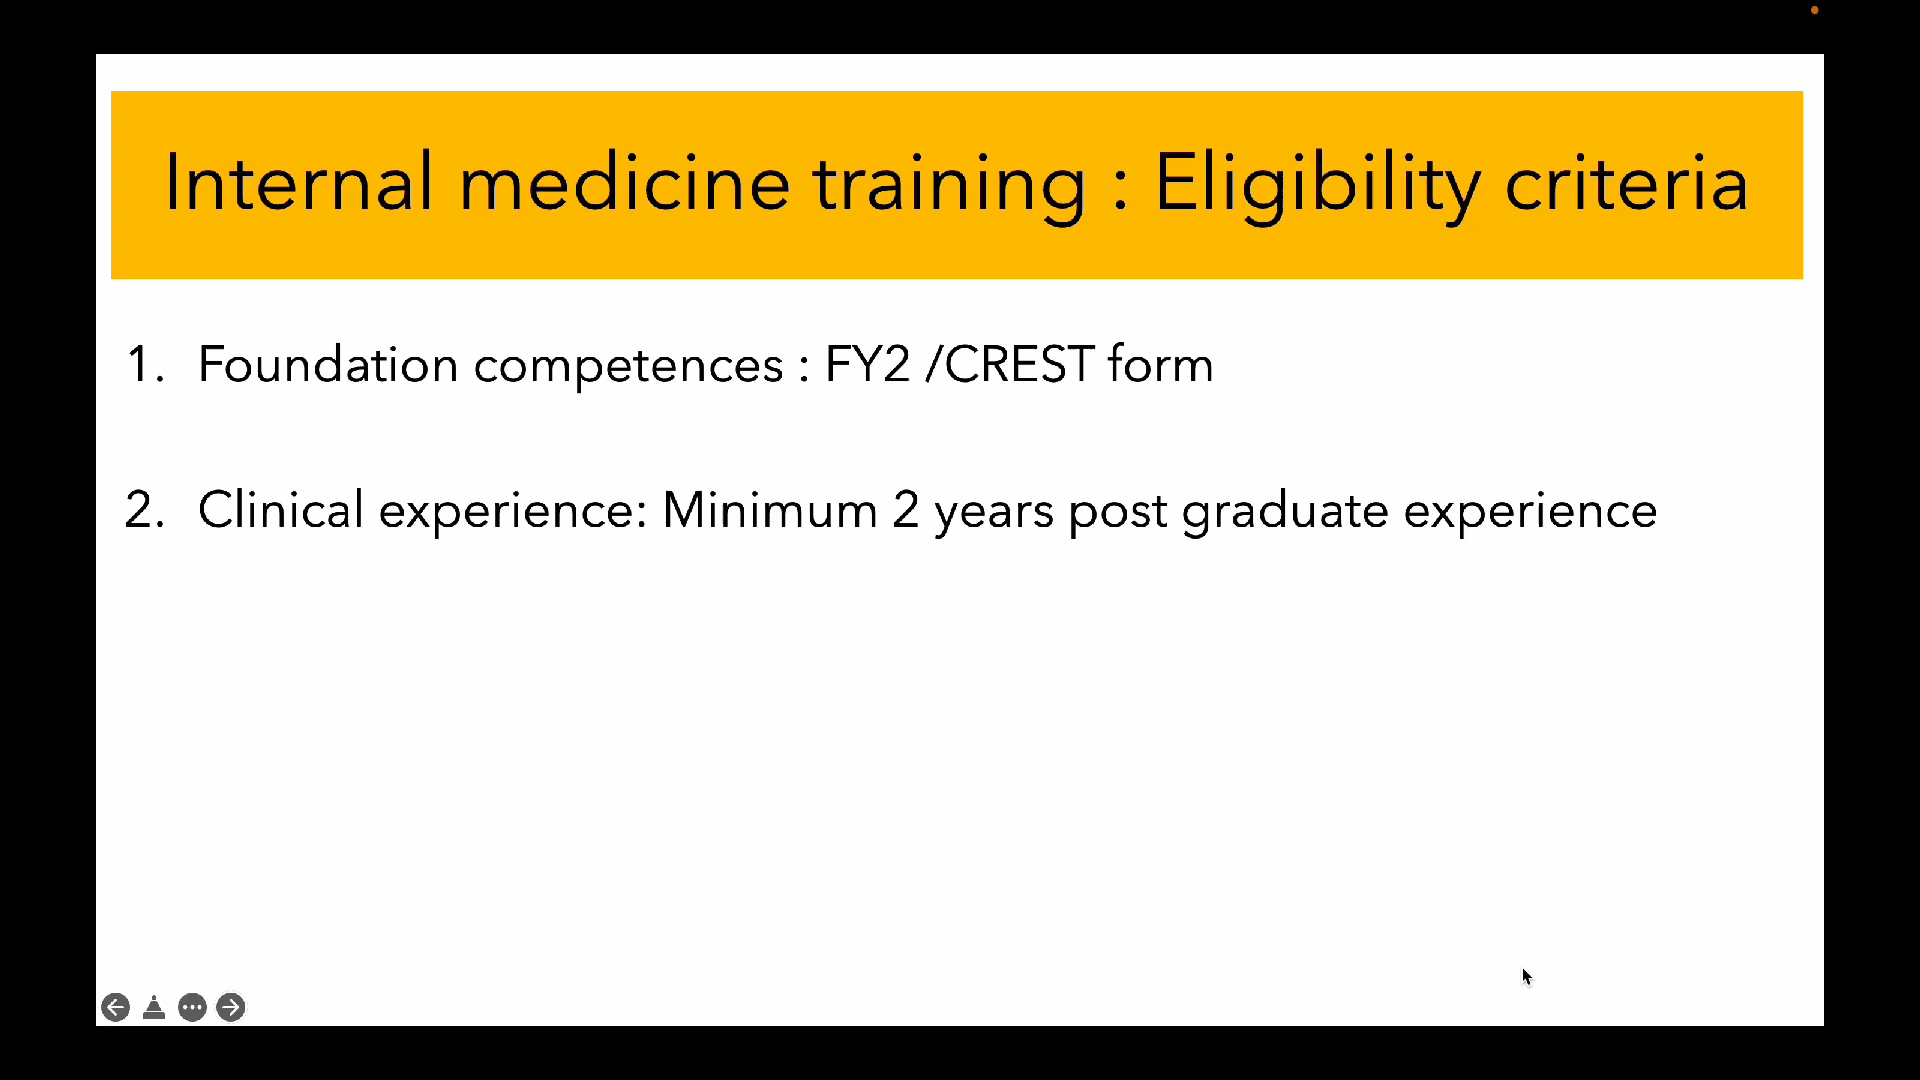 Internal medicine training : Eligibility criteria
1. Foundation competences : FY2 /CREST form
2. Clinical experience: Minimum 2 years post graduate experience